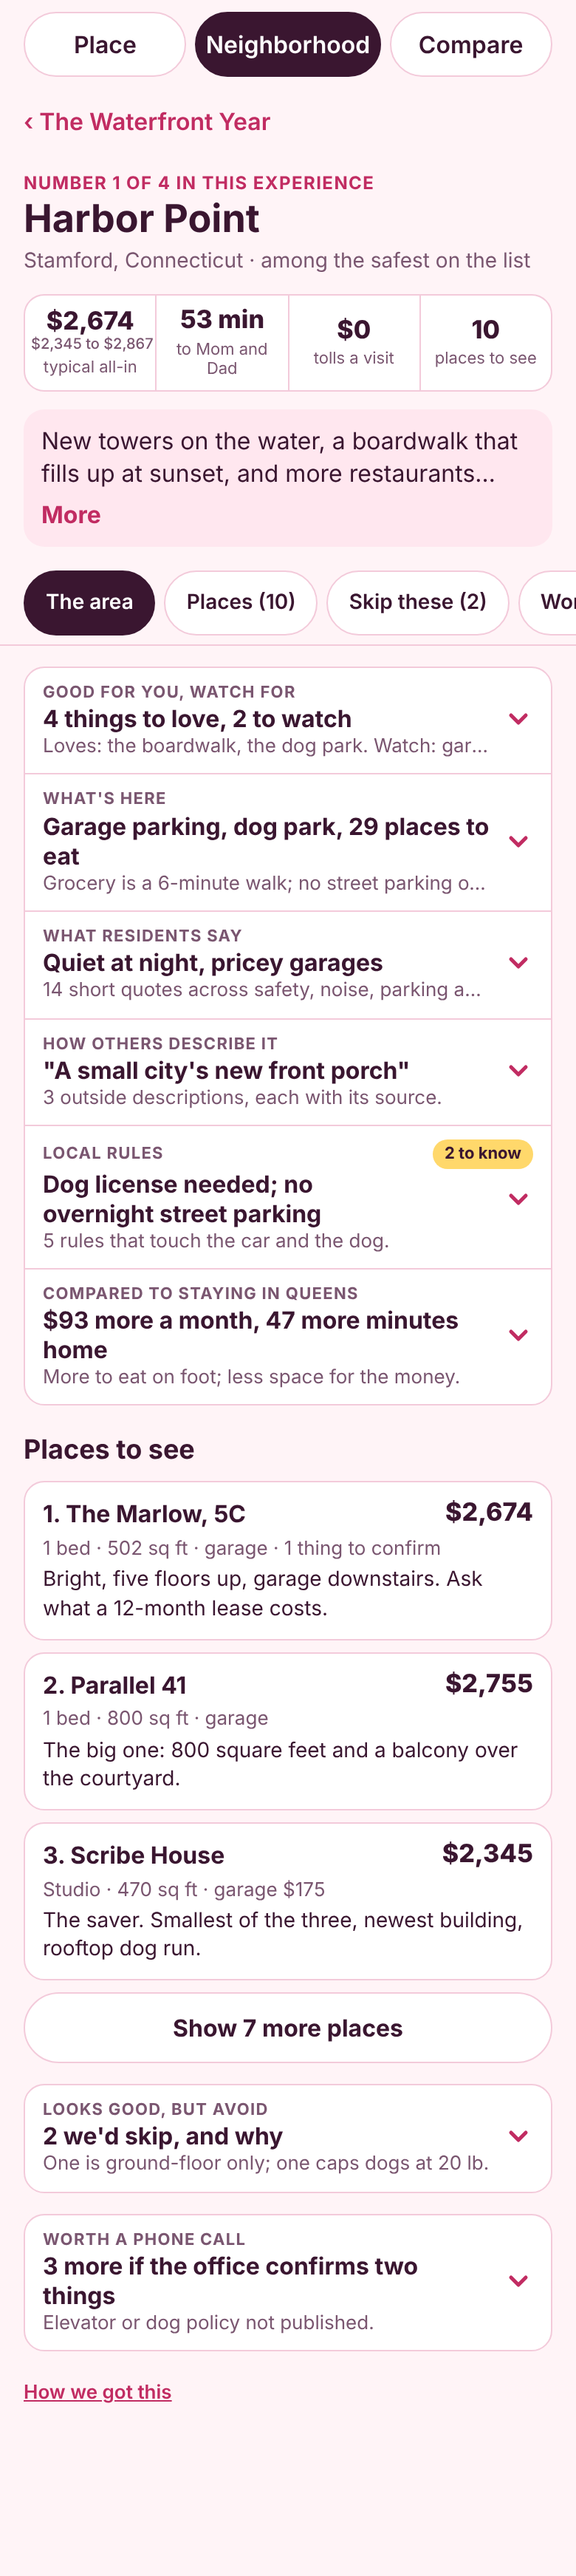 Place
Neighborhood
Compare
‹ The Waterfront Year
NUMBER 1 OF 4 IN THIS EXPERIENCE
Harbor Point
Stamford, Connecticut · among the safest on the list
$2,674
$2,345 to $2,867
typical all-in
53 min
to Mom and
Dad
$0
tolls a visit
10
places to see
New towers on the water, a boardwalk that
fills up at sunset, and more restaurants...
More
The area
Places (10)
Skip these (2)
Wor
GOOD FOR YOU, WATCH FOR
4 things to love, 2 to watch
Loves: the boardwalk, the dog park. Watch: gar...
WHAT'S HERE
Garage parking, dog park, 29 places to
eat
Grocery is a 6-minute walk; no street parking o...
WHAT RESIDENTS SAY
Quiet at night, pricey garages
14 short quotes across safety, noise, parking a...
HOW OTHERS DESCRIBE IT
"A small city's new front porch"
3 outside descriptions, each with its source.
LOCAL RULES
2 to know
Dog license needed; no
overnight street parking
5 rules that touch the car and the dog.
COMPARED TO STAYING IN QUEENS
$93 more a month, 47 more minutes
home
More to eat on foot; less space for the money.
Places to see
1. The Marlow, 5C
$2,674
1 bed · 502 sq ft · garage · 1 thing to confirm
Bright, five floors up, garage downstairs. Ask
what a 12-month lease costs.
2. Parallel 41
$2,755
1 bed · 800 sq ft · garage
The big one: 800 square feet and a balcony over
the courtyard.
3. Scribe House
$2,345
Studio · 470 sq ft · garage $175
The saver. Smallest of the three, newest building,
rooftop dog run.
Show 7 more places
LOOKS GOOD, BUT AVOID
2 we'd skip, and why
One is ground-floor only; one caps dogs at 20 lb.
WORTH A PHONE CALL
3 more if the office confirms two
things
Elevator or dog policy not published.
How we got this